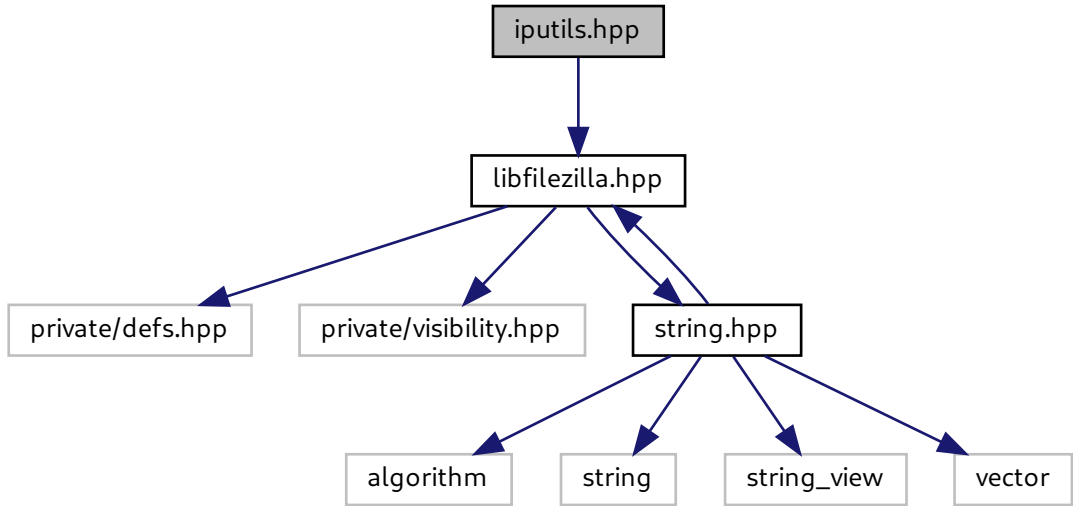 iputils.hpp
libfilezilla.hpp
private/defs.hpp
private/visibility.hpp
string.hpp
algorithm
string
string_view
vector